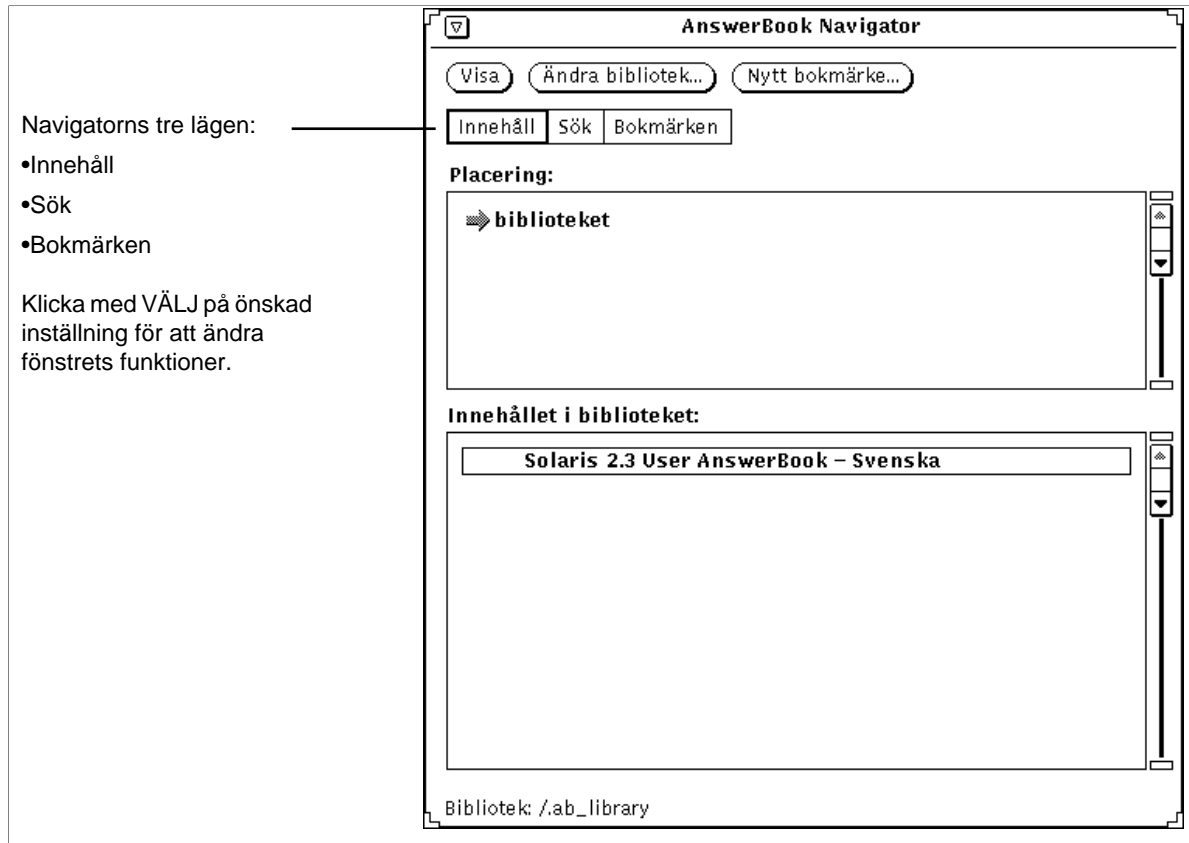 AnswerBook Navigator
Visa Ändra bibliotek... Nytt bokmärke...
Navigatorns tre lägen:
•Innehåll
•Sök
•Bokmärken
Klicka med VÄLJ på önskad
inställning för att ändra
fönstrets funktioner.
Innehåll Sök Bokmärken
Placering:
biblioteket
Innehållet i biblioteket:
Solaris 2.3 User AnswerBook – Svenska
Bibliotek: /.ab_library